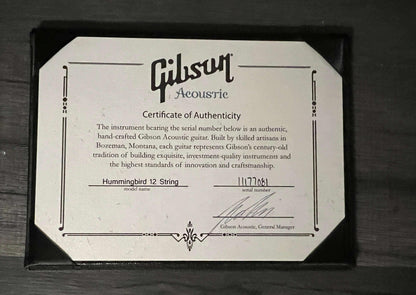 Gibson
Acoustic
Certificate of Authenticity
The instrument bearing the serial number below is an authentic,
hand-crafted Gibson Acoustic guitar. Built by skilled artisans in
Bozeman, Montana, each guitar represents Gibson's century-old
tradition of building exquisite, investment-quality instruments and
the highest standards of innovation and craftsmanship.
Hummingbird 12 String 11177081
model name serial number
Gibson Acoustic, General Manager